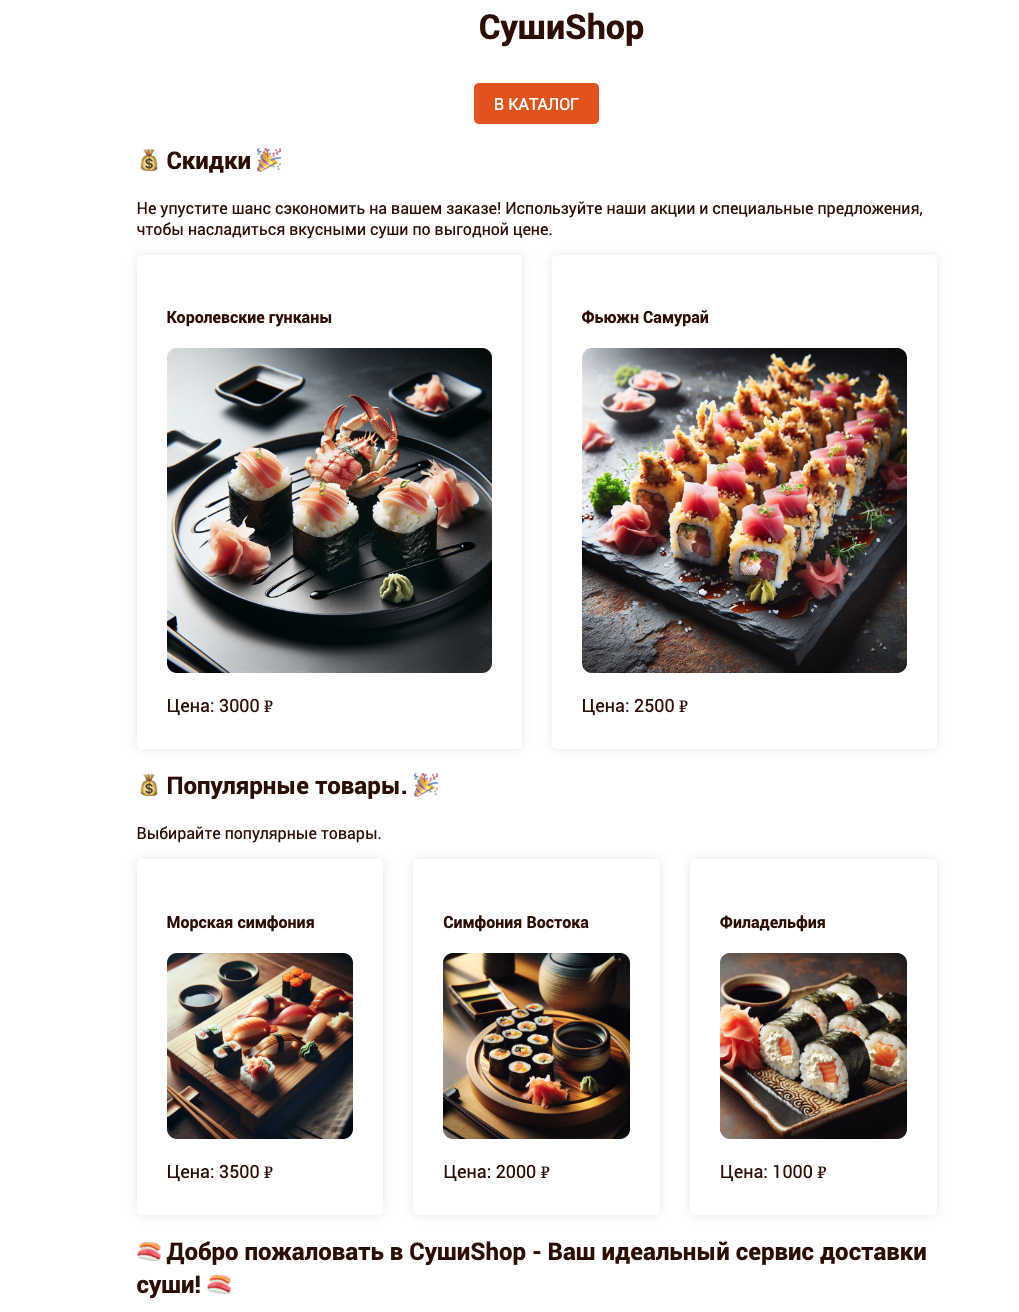 СушиShop
В КАТАЛОГ
💰 Скидки 🎉
Не упустите шанс сэкономить на вашем заказе! Используйте наши акции и специальные предложения,
чтобы насладиться вкусными суши по выгодной цене.
Королевские гунканы
Фьюжн Самурай
Цена: 3000 ₽
Цена: 2500 ₽
💰 Популярные товары. 🎉
Выбирайте популярные товары.
Морская симфония
Симфония Востока
Филадельфия
Цена: 3500 ₽
Цена: 2000 ₽
Цена: 1000 ₽
🍣 Добро пожаловать в СушиShop - Ваш идеальный сервис доставки
суши! 🍣